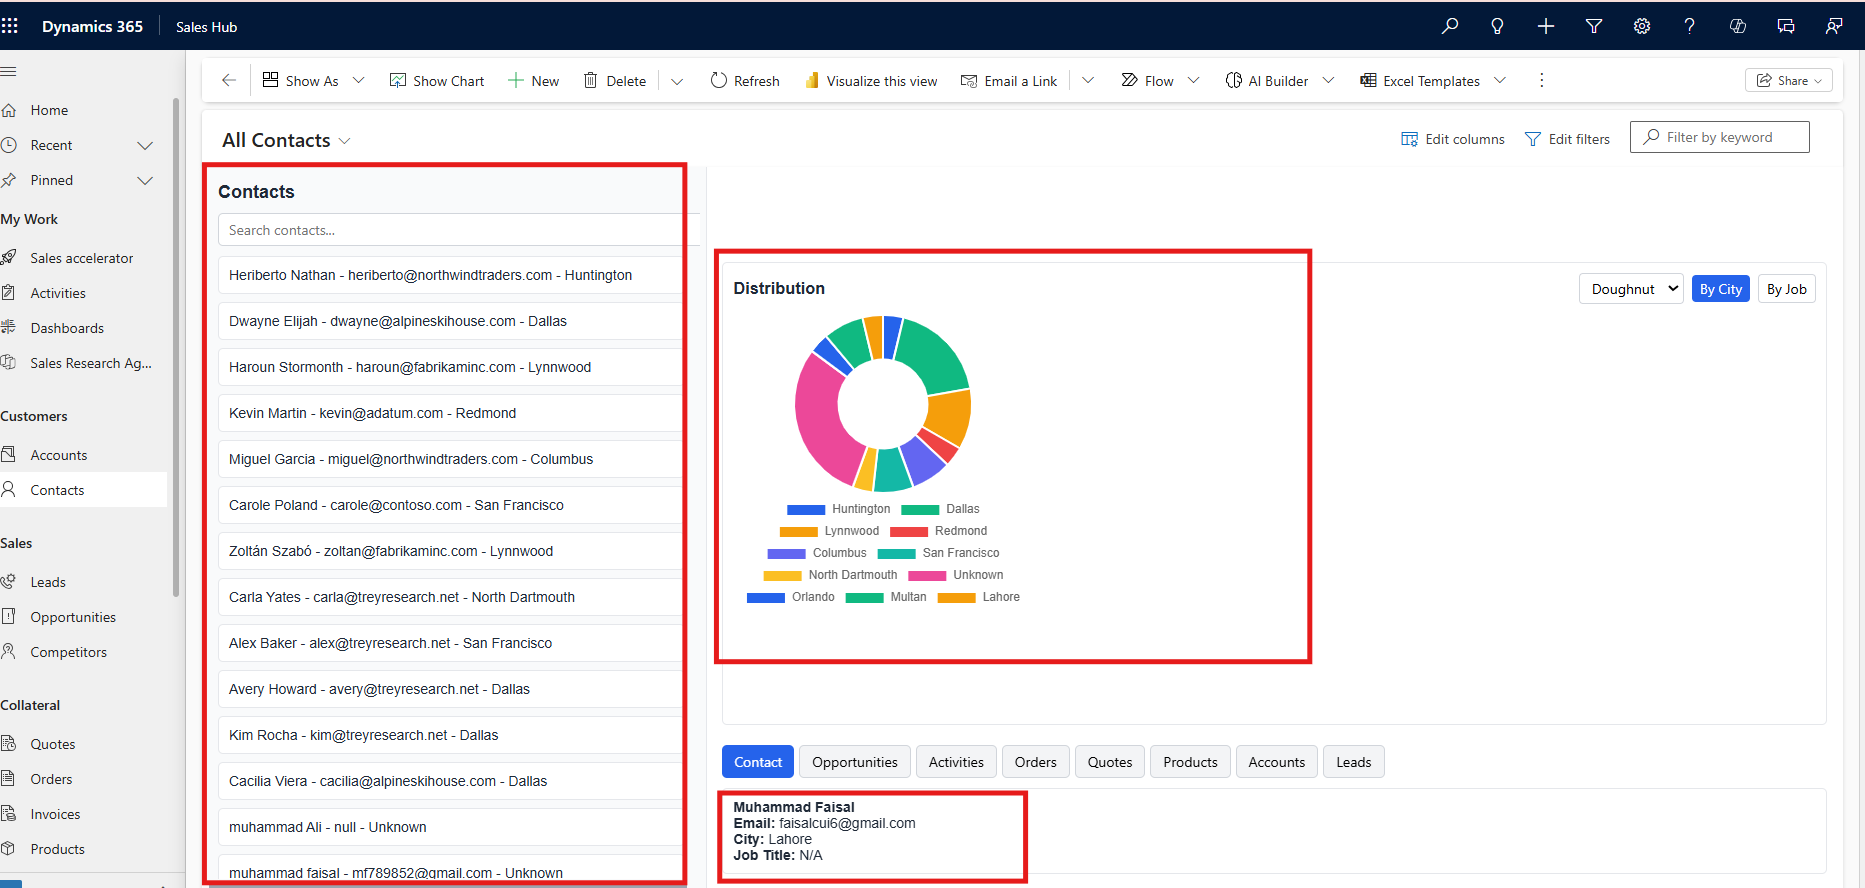 Dynamics 365
Sales Hub
Show As
Show Chart
New
Delete
Refresh
Visualize this view
Email a Link
Flow
AI Builder
Excel Templates
Share
Home
Recent
Pinned
My Work
Sales accelerator
Activities
Dashboards
Sales Research Ag...
Customers
Accounts
Contacts
Sales
Leads
Opportunities
Competitors
Collateral
Quotes
Orders
Invoices
Products
All Contacts
Edit columns
Edit filters
Filter by keyword
Contacts
Search contacts...
Heriberto Nathan - heriberto@northwindtraders.com - Huntington
Dwayne Elijah - dwayne@alpineskihouse.com - Dallas
Haroun Stormonth - haroun@fabrikaminc.com - Lynnwood
Kevin Martin - kevin@adatum.com - Redmond
Miguel Garcia - miguel@northwindtraders.com - Columbus
Carole Poland - carole@contoso.com - San Francisco
Zoltán Szabó - zoltan@fabrikaminc.com - Lynnwood
Carla Yates - carla@treyresearch.net - North Dartmouth
Alex Baker - alex@treyresearch.net - San Francisco
Avery Howard - avery@treyresearch.net - Dallas
Kim Rocha - kim@treyresearch.net - Dallas
Cacilia Viera - cacilia@alpineskihouse.com - Dallas
muhammad Ali - null - Unknown
muhammad faisal - mf789852@gmail.com - Unknown
Distribution
Doughnut
By City
By Job
Huntington Dallas
Lynnwood Redmond
Columbus San Francisco
North Dartmouth Unknown
Orlando Multan Lahore
Contact
Opportunities
Activities
Orders
Quotes
Products
Accounts
Leads
Muhammad Faisal
Email: faisalcui6@gmail.com
City: Lahore
Job Title: N/A